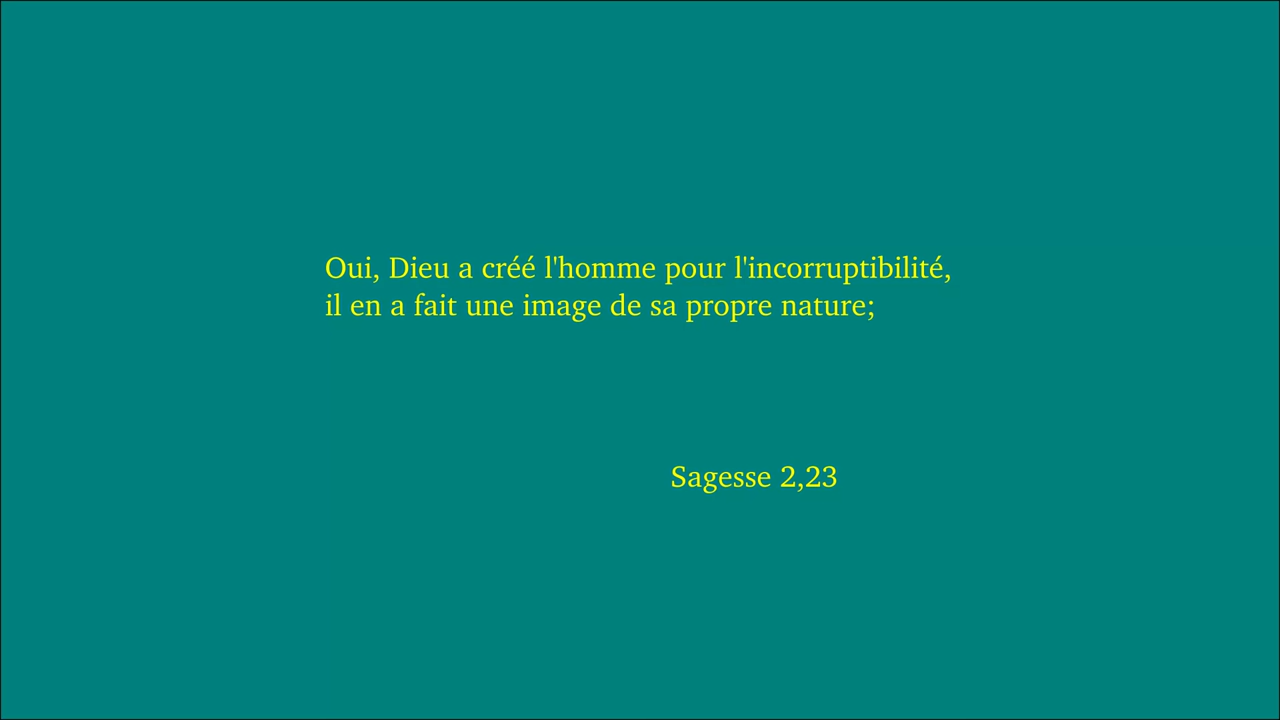 Oui, Dieu a créé l'homme pour l'incorruptibilité,
il en a fait une image de sa propre nature;
Sagesse 2,23